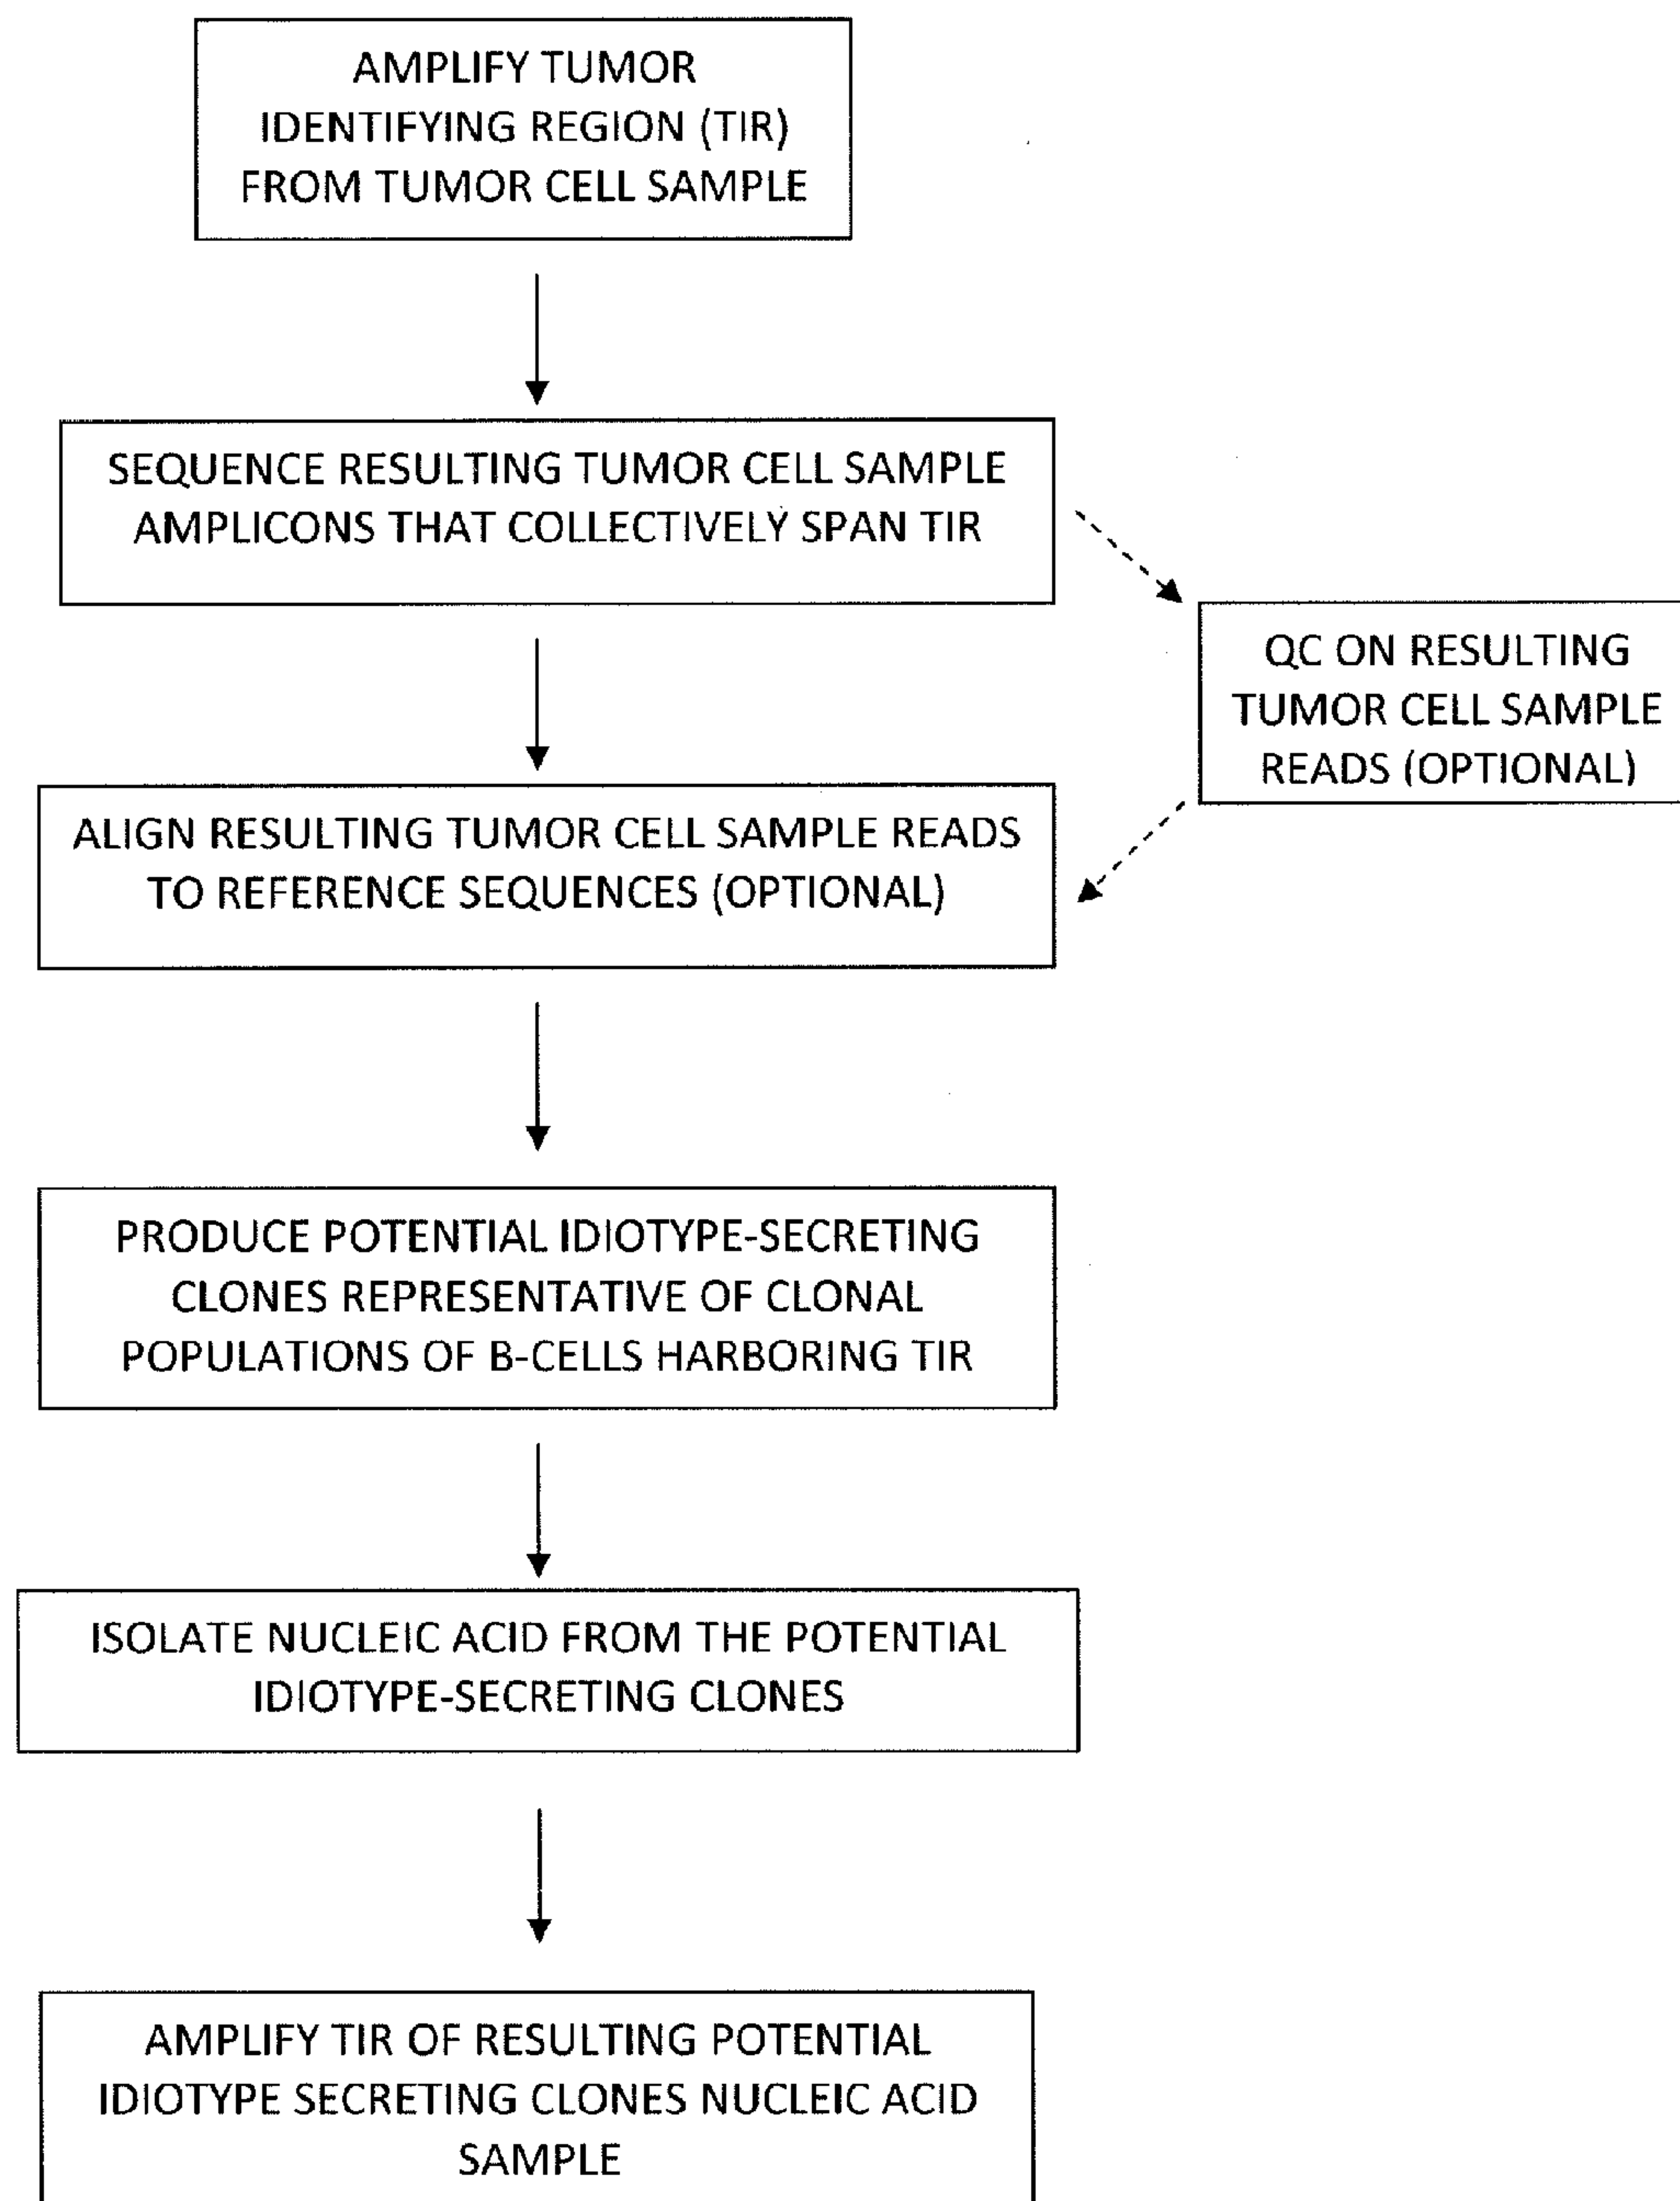 AMPLIFY TUMOR
IDENTIFYING REGION (TIR)
FROM TUMOR CELL SAMPLE
SEQUENCE RESULTING TUMOR CELL SAMPLE
AMPLICONS THAT COLLECTIVELY SPAN TIR
QC ON RESULTING
TUMOR CELL SAMPLE
READS (OPTIONAL)
ALIGN RESULTING TUMOR CELL SAMPLE READS
TO REFERENCE SEQUENCES (OPTIONAL)
PRODUCE POTENTIAL IDIOTYPE-SECRETING
CLONES REPRESENTATIVE OF CLONAL
POPULATIONS OF B-CELLS HARBORING TIR
ISOLATE NUCLEIC ACID FROM THE POTENTIAL
IDIOTYPE-SECRETING CLONES
AMPLIFY TIR OF RESULTING POTENTIAL
IDIOTYPE SECRETING CLONES NUCLEIC ACID
SAMPLE